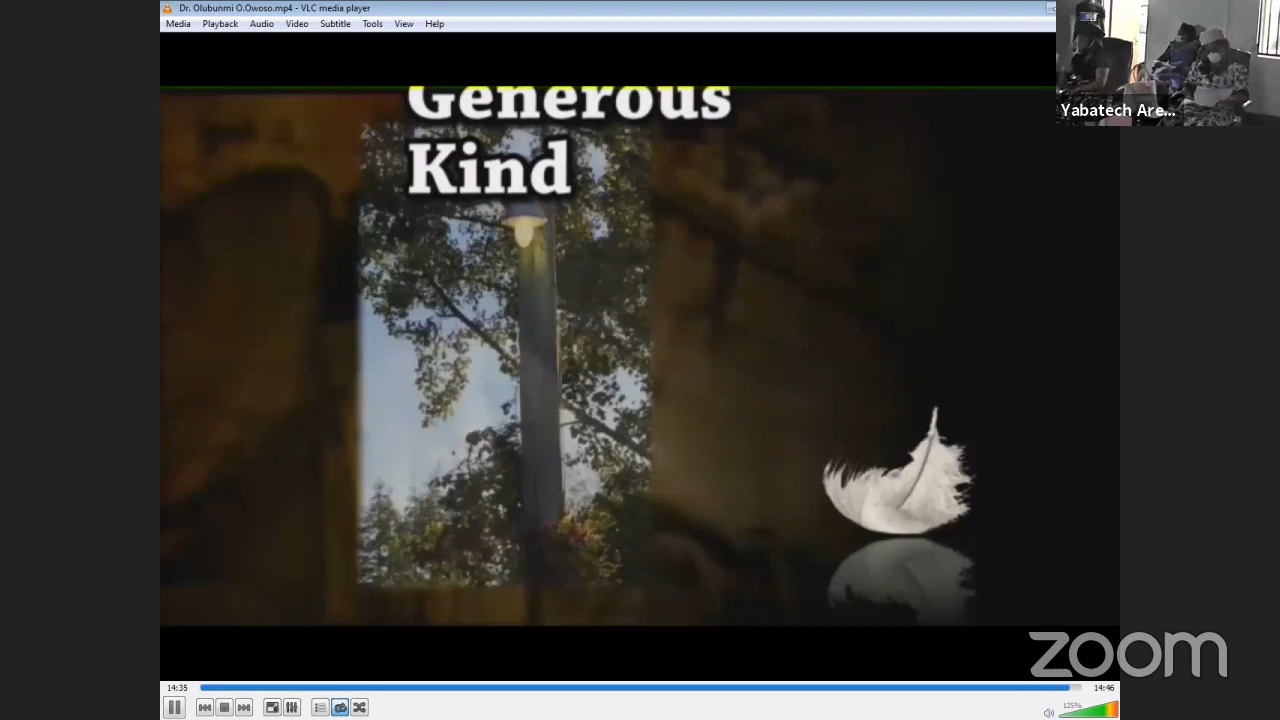 Dr. Olubunmi O.Owoso.mp4 - VLC media player
Media Playback Audio Video Subtitle Tools View Help
Yabatech Are...
Generous
Kind
zoom
14:35
14:46
125%